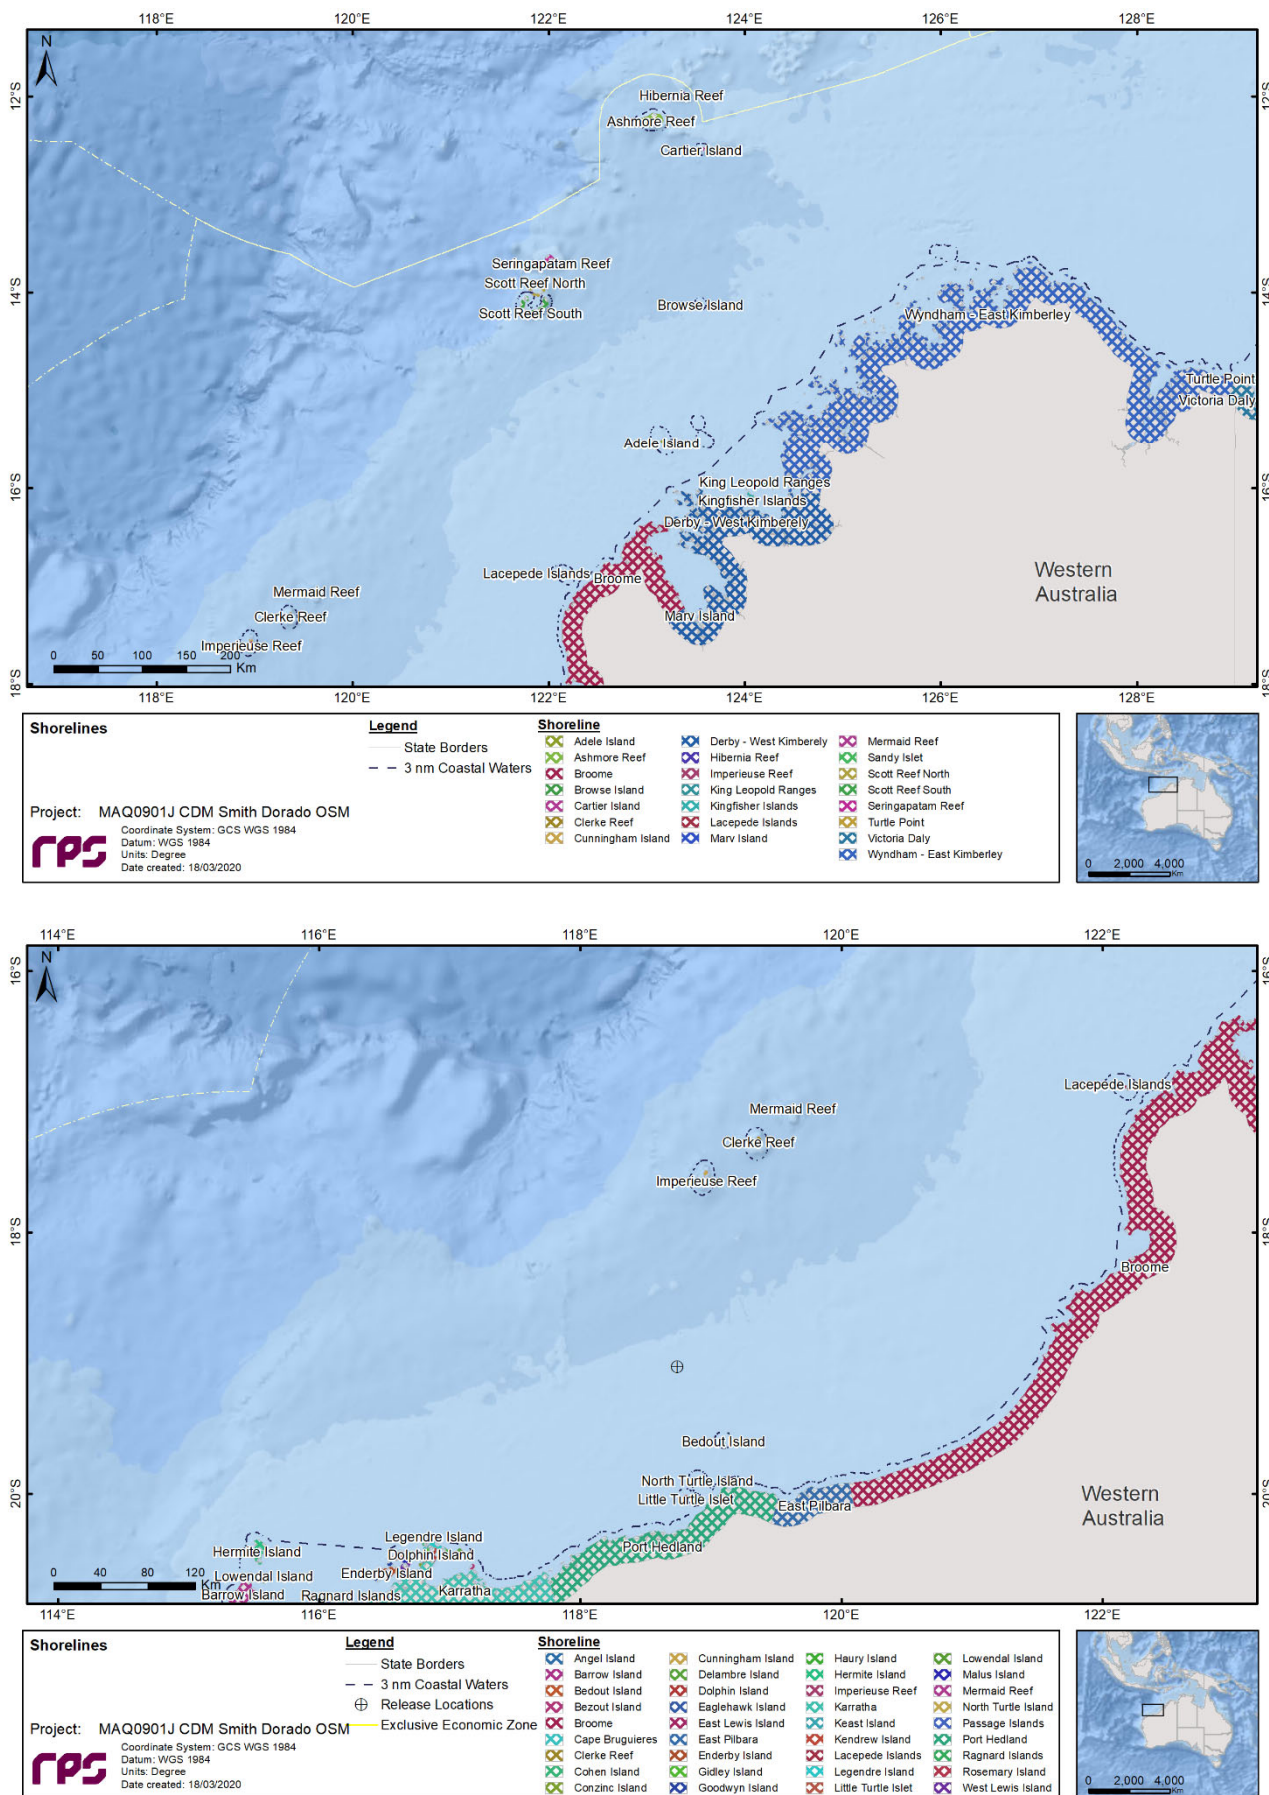 118°E 120°E 122°E 124°E 126°E 128°E
N
12°S 12°S
Hibernia Reef
Ashmore Reef
Cartier Island
Seringapatam Reef
Scott Reef North
14°S 14°S
Browse Island
Scott Reef South
Wyndham - East Kimberley
Turtle Point
Victoria Daly
Adele Island
16°S 16°S
King Leopold Ranges
Kingfisher Islands
Derby - West Kimberely
Lacepede Islands
Broome
Western
Australia
Mermaid Reef
Clerke Reef
Marv Island
Imperieuse Reef
0 50 100 150 200
Km
18°S 18°S
118°E 120°E 122°E 124°E 126°E 128°E
Shorelines
Legend
State Borders
3 nm Coastal Waters
Shoreline
Adele Island
Ashmore Reef
Broome
Browse Island
Cartier Island
Clerke Reef
Cunningham Island
Derby - West Kimberely
Hibernia Reef
Imperieuse Reef
King Leopold Ranges
Kingfisher Islands
Lacepede Islands
Marv Island
Mermaid Reef
Sandy Islet
Scott Reef North
Scott Reef South
Seringapatam Reef
Turtle Point
Victoria Daly
Wyndham - East Kimberley
Project: MAQ0901J CDM Smith Dorado OSM
rps
Coordinate System: GCS WGS 1984
Datum: WGS 1984
Units: Degree
Date created: 18/03/2020
0 2,000 4,000
Km
114°E 116°E 118°E 120°E 122°E
N
16°S 16°S
Lacepede Islands
Mermaid Reef
Clerke Reef
Imperieuse Reef
18°S 18°S
Broome
Bedout Island
North Turtle Island
Little Turtle Islet
East Pilbara
20°S 20°S
Western
Australia
Legendre Island
Port Hedland
Hermite Island
Dolphin Island
Enderby Island
Lowendal Island
0 40 80 120
Km
Barrow Island
Ragnard Islands
Karratha
114°E 116°E 118°E 120°E 122°E
Shorelines
Legend
State Borders
3 nm Coastal Waters
Release Locations
Exclusive Economic Zone
Shoreline
Angel Island
Barrow Island
Bedout Island
Bezout Island
Broome
Cape Bruguieres
Clerke Reef
Cohen Island
Conzinc Island
Cunningham Island
Delambre Island
Dolphin Island
Eaglehawk Island
East Lewis Island
East Pilbara
Enderby Island
Gidley Island
Goodwyn Island
Haury Island
Hermite Island
Imperieuse Reef
Karratha
Keast Island
Kendrew Island
Lacepede Islands
Legendre Island
Little Turtle Islet
Lowendal Island
Malus Island
Mermaid Reef
North Turtle Island
Passage Islands
Port Hedland
Ragnard Islands
Rosemary Island
West Lewis Island
Project: MAQ0901J CDM Smith Dorado OSM
rps
Coordinate System: GCS WGS 1984
Datum: WGS 1984
Units: Degree
Date created: 18/03/2020
0 2,000 4,000
Km